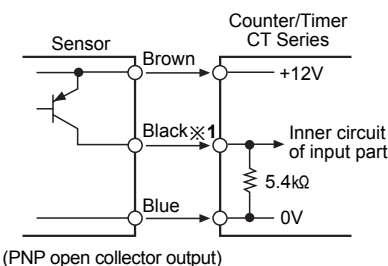 Counter/Timer
CT Series
Sensor
Brown
+12V
Black※1
Inner circuit
of input part
5.4kΩ
Blue
0V
(PNP open collector output)